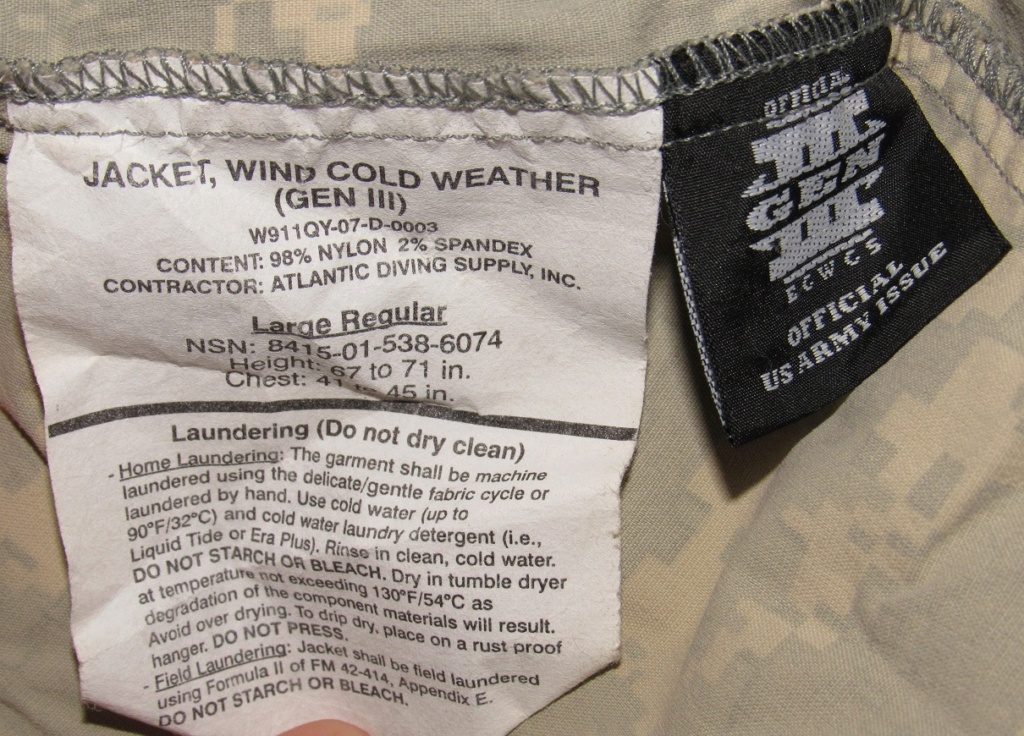 JACKET, WIND COLD WEATHER
(GEN III)
W911QY-07-D-0003
CONTENT: 98% NYLON 2% SPANDEX
CONTRACTOR: ATLANTIC DIVING SUPPLY, INC.
Large Regular
NSN: 8415-01-538-6074
Height: 67 to 71 in.
Chest: 41 to 45 in.
Laundering (Do not dry clean)
- Home Laundering: The garment shall be machine
laundered using the delicate/gentle fabric cycle or
laundered by hand. Use cold water (up to
90°F/32°C) and cold water laundry detergent (i.e.,
Liquid Tide or Era Plus). Rinse in clean, cold water.
DO NOT STARCH OR BLEACH. Dry in tumble dryer
at temperature not exceeding 130°F/54°C as
degradation of the component materials will result.
Avoid over drying. To drip dry, place on a rust proof
hanger. DO NOT PRESS.
- Field Laundering: Jacket shall be field laundered
using Formula II of FM 42-414, Appendix E.
DO NOT STARCH OR BLEACH.
OFFICIAL
III
GEN
III
ECWCS
OFFICIAL
US ARMY ISSUE